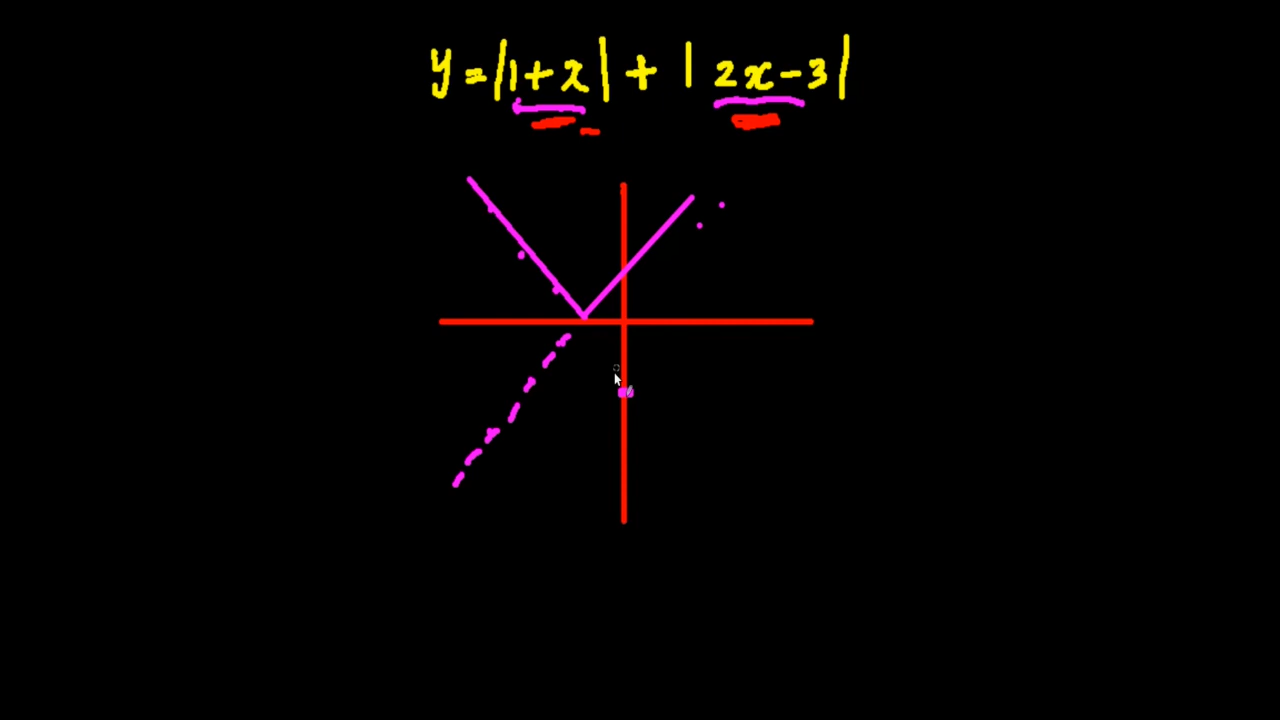 y = |1+x| + |2x-3|